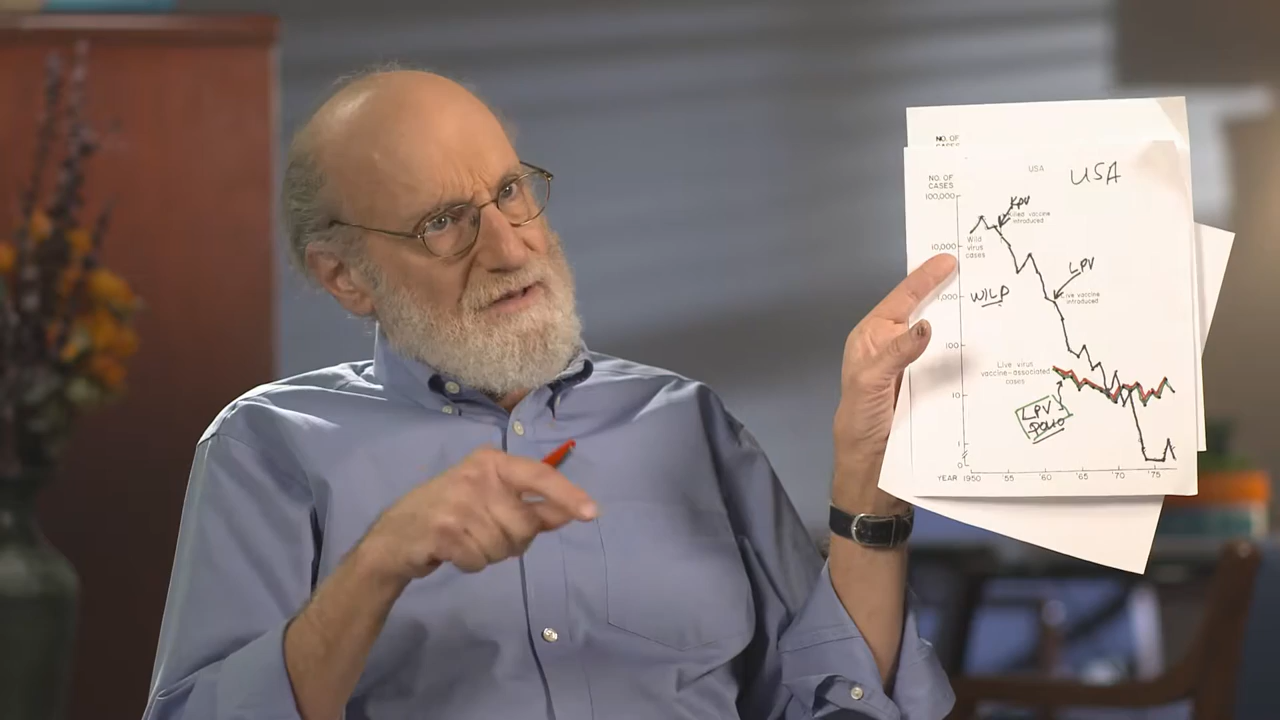 NO. OF
CASES
USA
USA
NO. OF
CASES
100,000
KPV
Killed vaccine
introduced
10,000
Wild
virus
cases
LPV
WILD
1,000
Live vaccine
introduced
100
Live virus
vaccine-associated
cases
10
LPV's
POLIO
1
0
YEAR 1950 '55 '60 '65 '70 '75